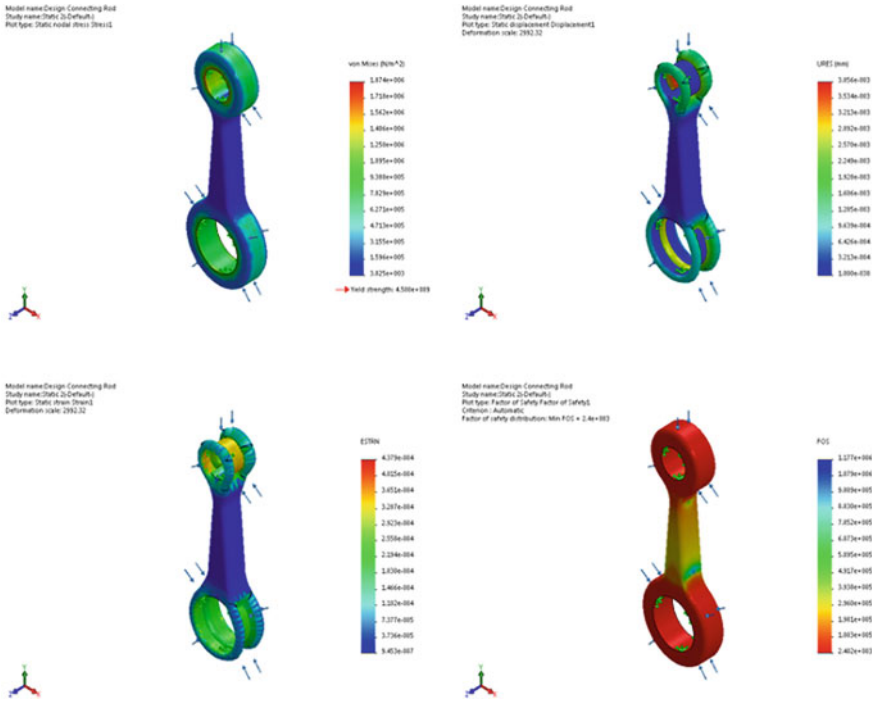 Model name:Design Connecting Rod
Study name:Static 2(-Default-)
Plot type: Static nodal stress Stress1
von Mises (N/m^2)
1.874e+006
1.718e+006
1.562e+006
1.406e+006
1.250e+006
1.095e+006
9.388e+005
7.829e+005
6.271e+005
4.713e+005
3.155e+005
1.596e+005
3.825e+003
Yield strength: 4.500e+009
Y
Z
X
Model name:Design Connecting Rod
Study name:Static 2(-Default-)
Plot type: Static displacement Displacement1
Deformation scale: 2992.32
URES (mm)
3.856e-003
3.534e-003
3.213e-003
2.892e-003
2.570e-003
2.249e-003
1.928e-003
1.606e-003
1.285e-003
9.639e-004
6.426e-004
3.213e-004
1.000e-030
Y
Z
X
Model name:Design Connecting Rod
Study name:Static 2(-Default-)
Plot type: Static strain Strain1
Deformation scale: 2992.32
ESTRN
4.379e-004
4.015e-004
3.651e-004
3.287e-004
2.923e-004
2.558e-004
2.194e-004
1.830e-004
1.466e-004
1.102e-004
7.377e-005
3.736e-005
9.453e-007
Y
Z
X
Model name:Design Connecting Rod
Study name:Static 2(-Default-)
Plot type: Factor of Safety Factor of Safety1
Criterion : Automatic
Factor of safety distribution: Min FOS = 2.4e+003
FOS
1.177e+006
1.079e+006
9.809e+005
8.830e+005
7.852e+005
6.873e+005
5.895e+005
4.917e+005
3.938e+005
2.960e+005
1.981e+005
1.003e+005
2.402e+003
Y
Z
X